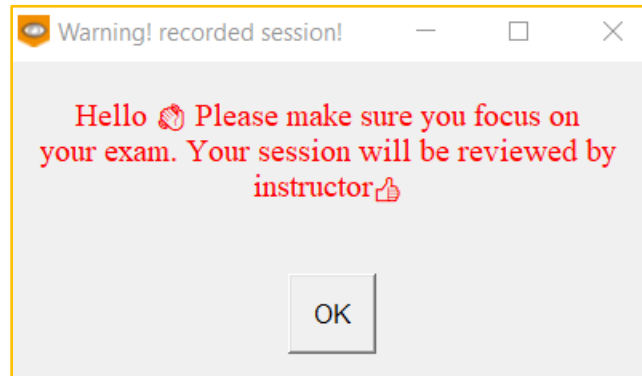 Warning! recorded session!
Hello 👏 Please make sure you focus on
your exam. Your session will be reviewed by
instructor👍
OK